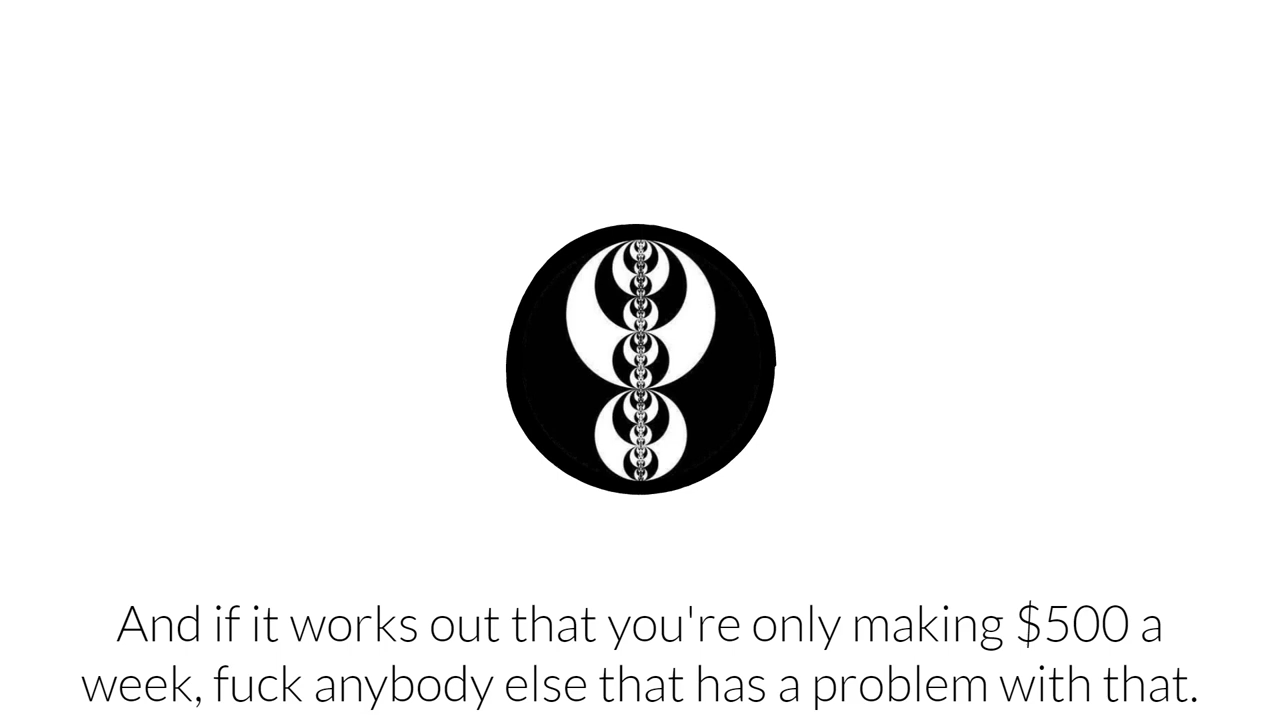 And if it works out that you're only making $500 a
week, fuck anybody else that has a problem with that.